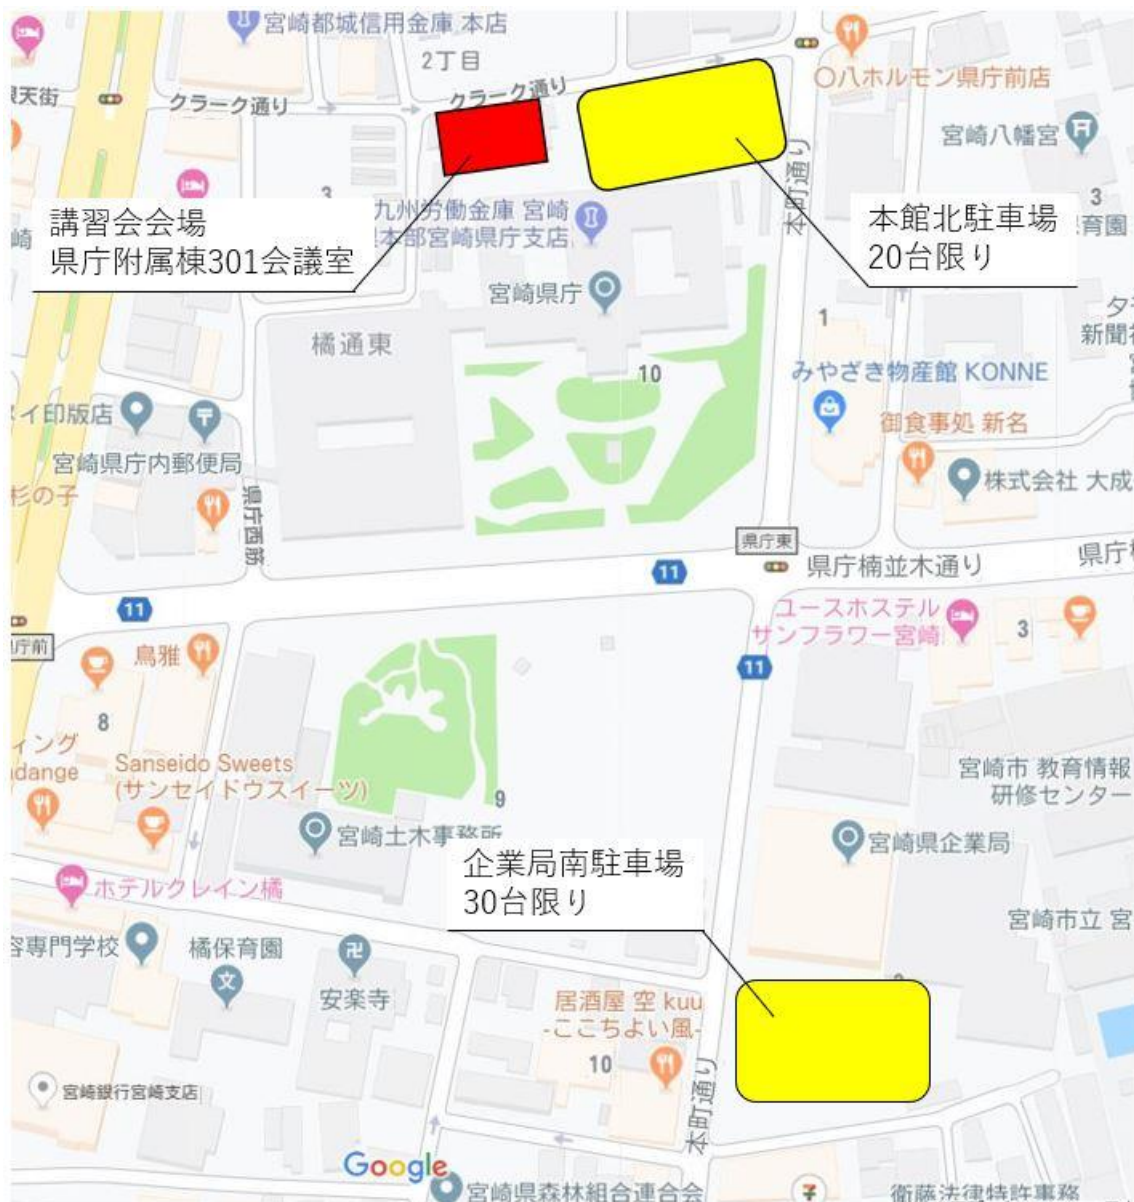 宮崎都城信用金庫 本店
2丁目
クラーク通り
クラーク通り
〇八ホルモン県庁前店
宮崎八幡宮
3
3
本町通り
講習会会場
県庁附属棟301会議室
九州労働金庫 宮崎
本部宮崎県庁支店
本館北駐車場
20台限り
宮崎県庁
橘通東
1
10
みやざき物産館 KONNE
御食事処 新名
株式会社 大成
イ印版店
宮崎県庁内郵便局
杉の子
県庁西筋
県庁東
県庁楠並木通り
11
11
11
ユースホステル
サンフラワー宮崎
3
鳥雅
8
Sanseido Sweets
(サンセイドウスイーツ)
9
宮崎土木事務所
宮崎市 教育情報
研修センター
宮崎県企業局
企業局南駐車場
30台限り
ホテルクレイン橘
宮崎市立 宮
容専門学校
橘保育園
安楽寺
居酒屋 空 kuu
-ここちよい風-
10
本町通り
宮崎銀行宮崎支店
Google
宮崎県森林組合連合会
衛藤法律特許事務